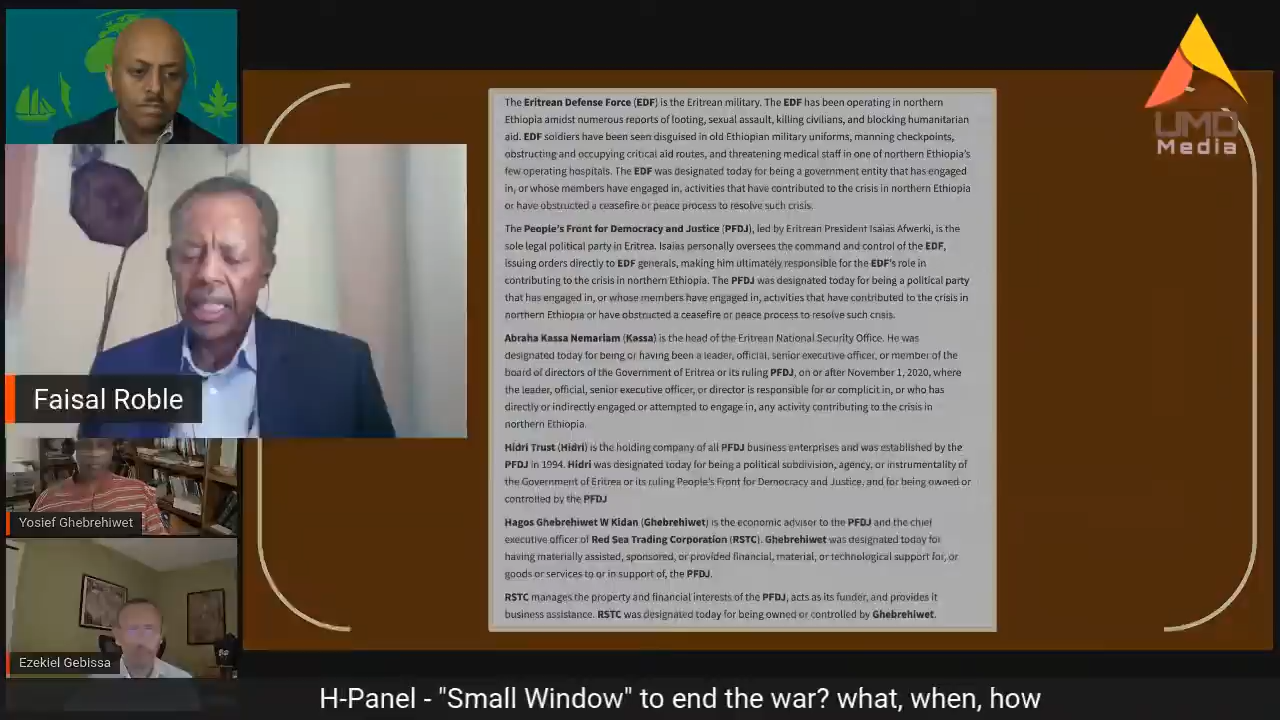 The Eritrean Defense Force (EDF) is the Eritrean military. The EDF has been operating in northern
Ethiopia amidst numerous reports of looting, sexual assault, killing civilians, and blocking humanitarian
aid. EDF soldiers have been seen disguised in old Ethiopian military uniforms, manning checkpoints,
obstructing and occupying critical aid routes, and threatening medical staff in one of northern Ethiopia's
few operating hospitals. The EDF was designated today for being a government entity that has engaged
in, or whose members have engaged in, activities that have contributed to the crisis in northern Ethiopia
or have obstructed a ceasefire or peace process to resolve such crisis.
The People's Front for Democracy and Justice (PFDJ), led by Eritrean President Isaias Afwerki, is the
sole legal political party in Eritrea. Isaias personally oversees the command and control of the EDF,
issuing orders directly to EDF generals, making him ultimately responsible for the EDF's role in
contributing to the crisis in northern Ethiopia. The PFDJ was designated today for being a political party
that has engaged in, or whose members have engaged in, activities that have contributed to the crisis in
northern Ethiopia or have obstructed a ceasefire or peace process to resolve such crisis.
Abraha Kassa Nemariam (Kassa) is the head of the Eritrean National Security Office. He was
designated today for being or having been a leader, official, senior executive officer, or member of the
board of directors of the Government of Eritrea or its ruling PFDJ, on or after November 1, 2020, where
the leader, official, senior executive officer, or director is responsible for or complicit in, or who has
directly or indirectly engaged or attempted to engage in, any activity contributing to the crisis in
northern Ethiopia.
Hidri Trust (Hidri) is the holding company of all PFDJ business enterprises and was established by the
PFDJ in 1994. Hidri was designated today for being a political subdivision, agency, or instrumentality of
the Government of Eritrea or its ruling People's Front for Democracy and Justice, and for being owned or
controlled by the PFDJ
Hagos Ghebrehiwet W Kidan (Ghebrehiwet) is the economic advisor to the PFDJ and the chief
executive officer of Red Sea Trading Corporation (RSTC). Ghebrehiwet was designated today for
having materially assisted, sponsored, or provided financial, material, or technological support for, or
goods or services to or in support of, the PFDJ.
RSTC manages the property and financial interests of the PFDJ, acts as its funder, and provides it
business assistance. RSTC was designated today for being owned or controlled by Ghebrehiwet.
UMD
Media
Faisal Roble
Yosief Ghebrehiwet
Ezekiel Gebissa
H-Panel - "Small Window" to end the war? what, when, how